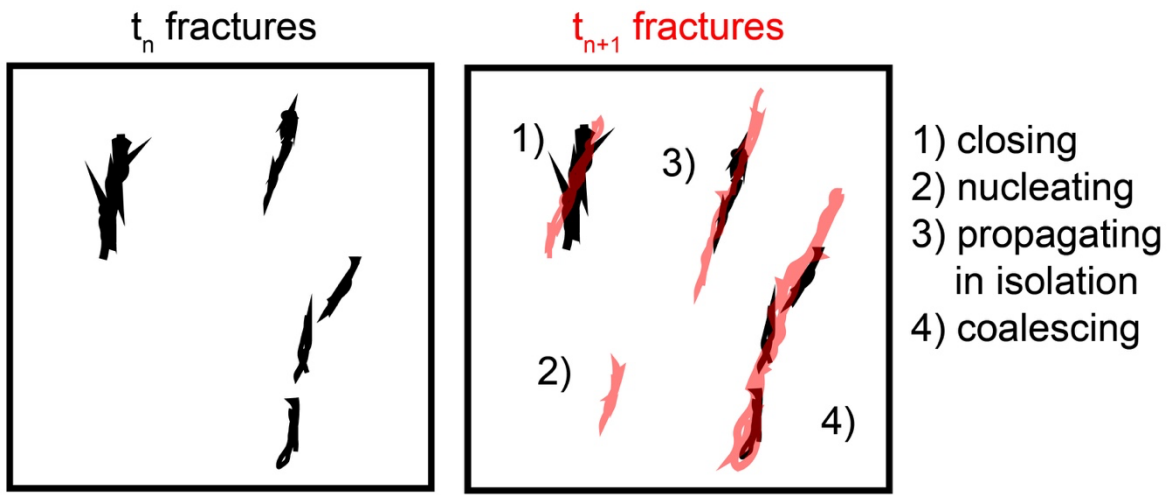 tn fractures
tn+1 fractures
1)
3)
2)
4)
1) closing
2) nucleating
3) propagating
in isolation
4) coalescing